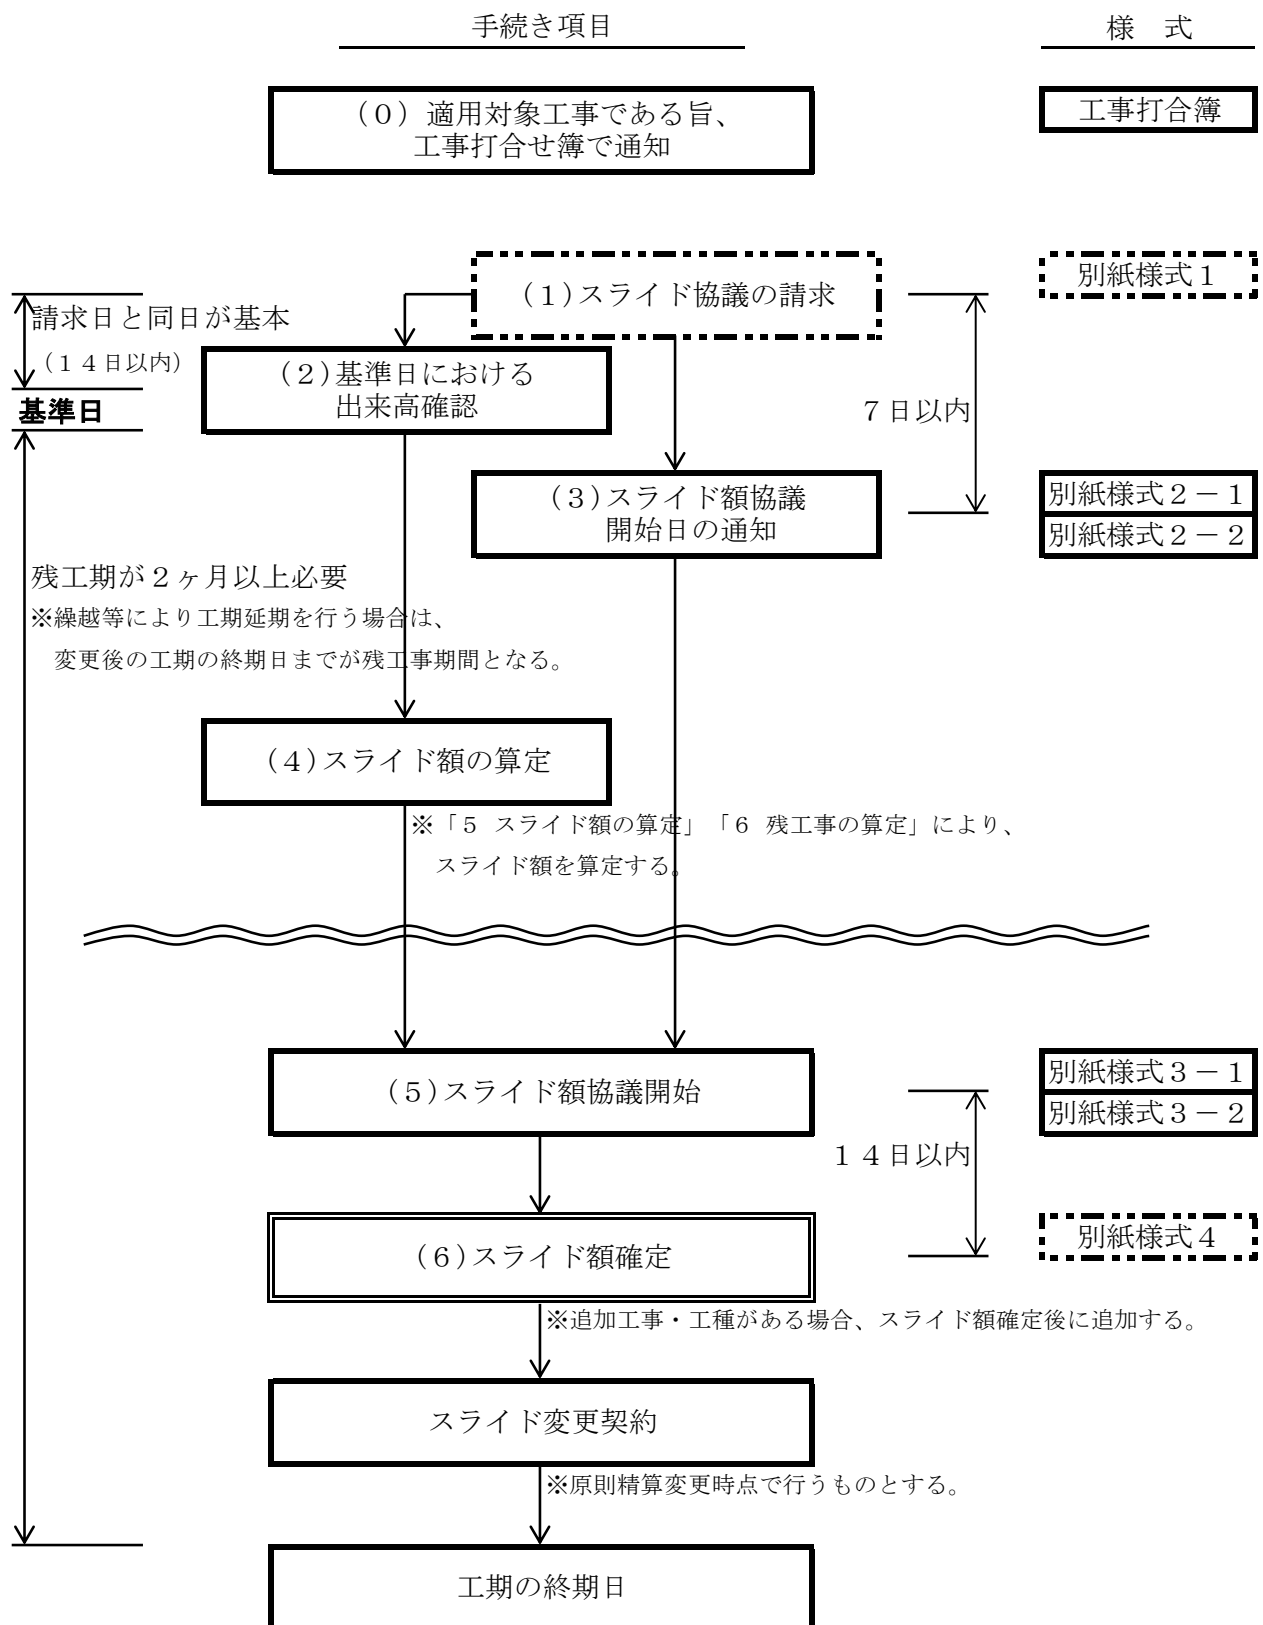 手続き項目
様　式
(０) 適用対象工事である旨、
工事打合せ簿で通知
工事打合簿
(１)スライド協議の請求
別紙様式１
請求日と同日が基本
(１４日以内)
基準日
(２)基準日における
出来高確認
７日以内
(３)スライド額協議
開始日の通知
別紙様式２－１
別紙様式２－２
残工期が２ヶ月以上必要
※繰越等により工期延期を行う場合は、
変更後の工期の終期日までが残工事期間となる。
(４)スライド額の算定
※「５ スライド額の算定」「６ 残工事の算定」により、
スライド額を算定する。
(５)スライド額協議開始
別紙様式３－１
別紙様式３－２
１４日以内
(６)スライド額確定
別紙様式４
※追加工事・工種がある場合、スライド額確定後に追加する。
スライド変更契約
※原則精算変更時点で行うものとする。
工期の終期日